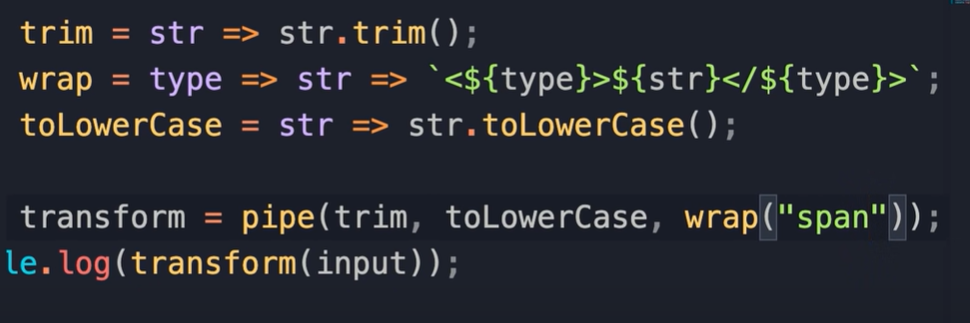 trim = str => str.trim();
wrap = type => str => `<${type}>${str}</${type}>`;
toLowerCase = str => str.toLowerCase();
transform = pipe(trim, toLowerCase, wrap("span"));
le.log(transform(input));